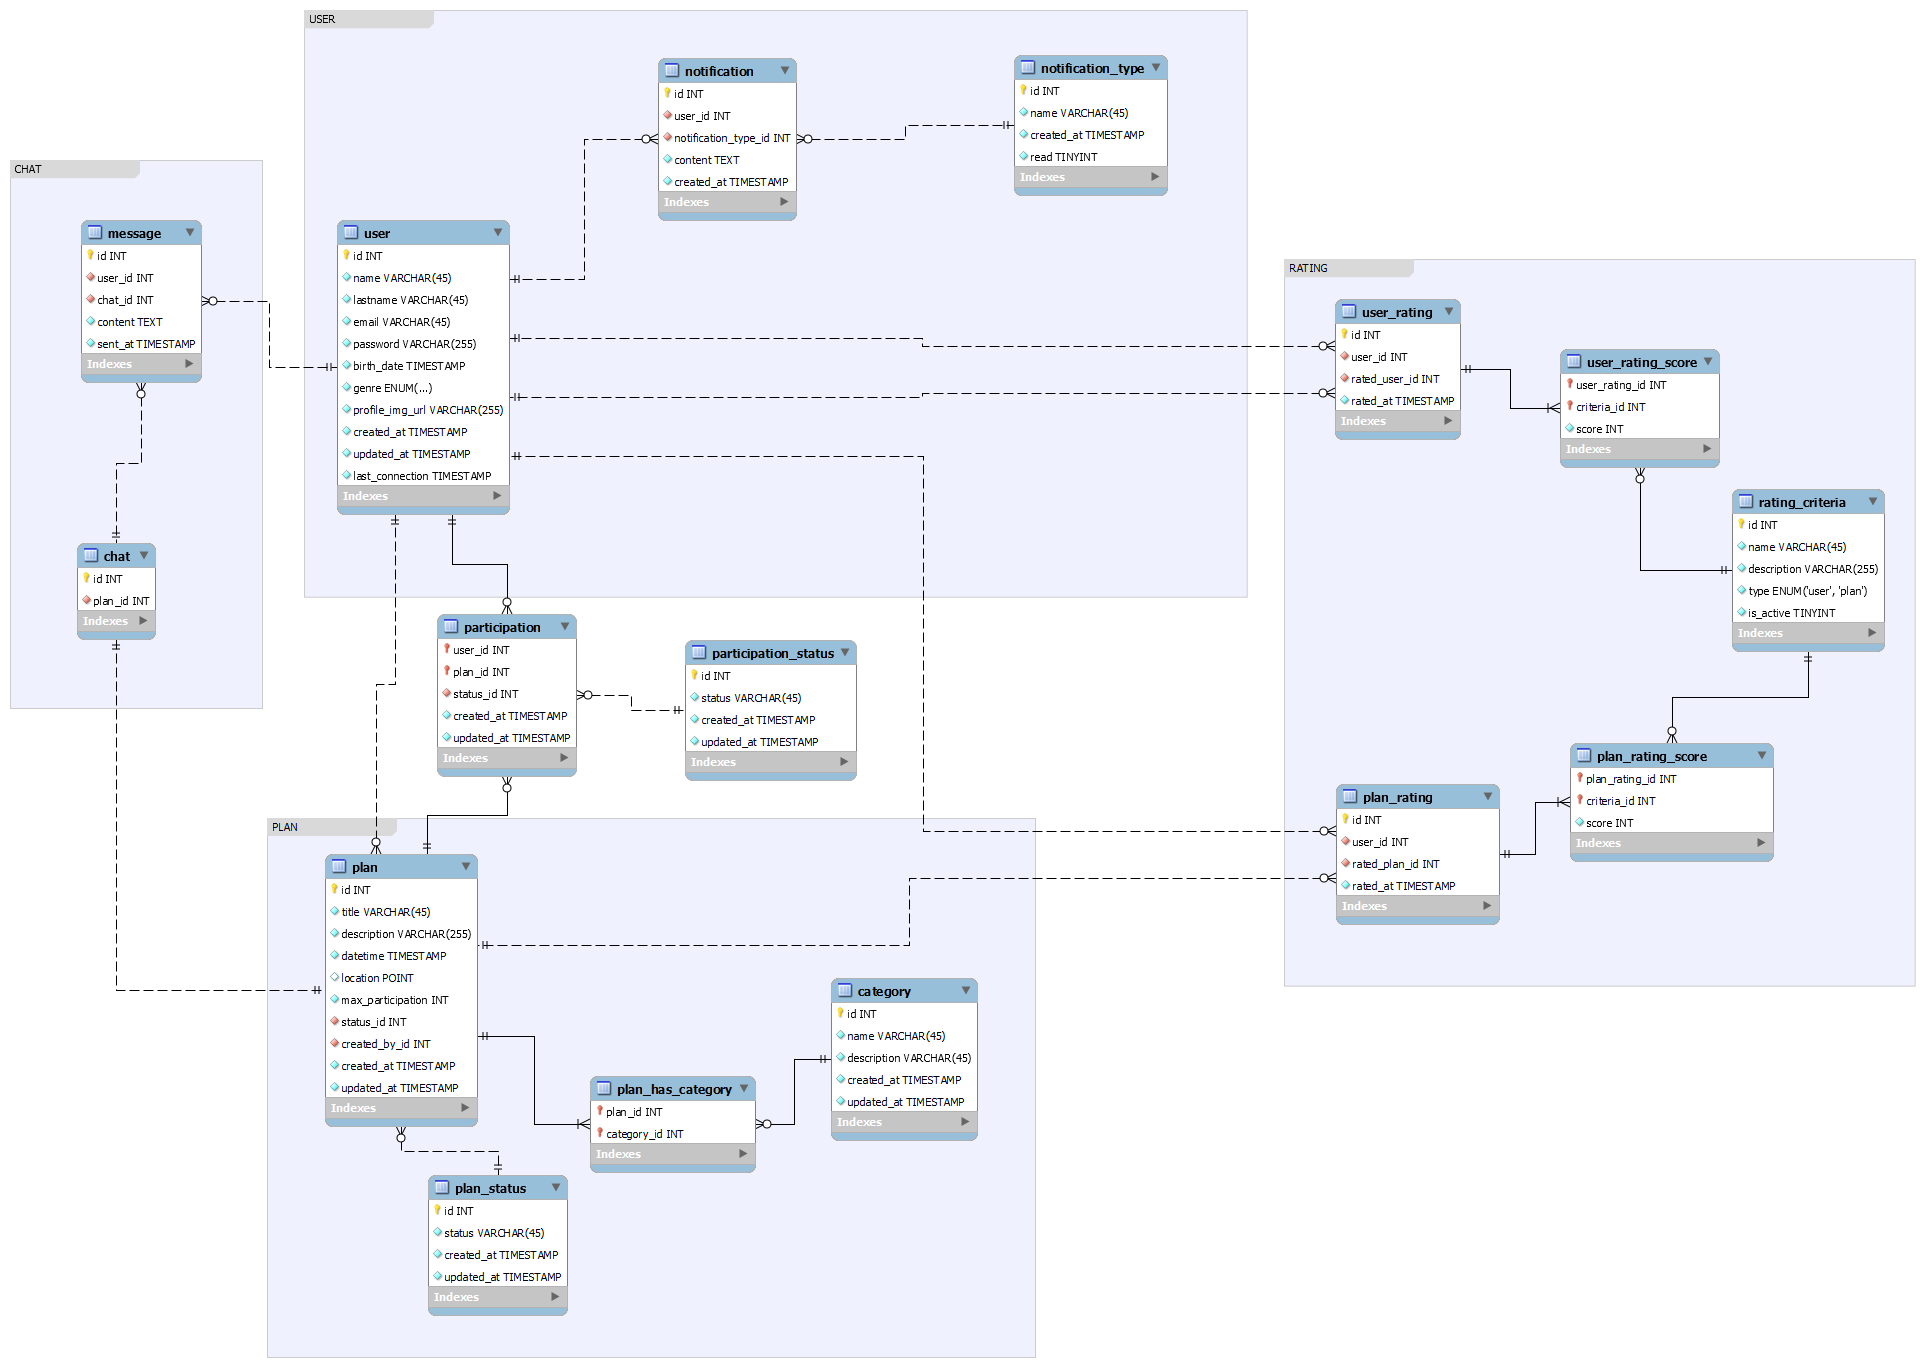 USER
notification
id INT
user_id INT
notification_type_id INT
content TEXT
created_at TIMESTAMP
Indexes
notification_type
id INT
name VARCHAR(45)
created_at TIMESTAMP
read TINYINT
Indexes
CHAT
message
id INT
user_id INT
chat_id INT
content TEXT
sent_at TIMESTAMP
Indexes
user
id INT
name VARCHAR(45)
lastname VARCHAR(45)
email VARCHAR(45)
password VARCHAR(255)
birth_date TIMESTAMP
genre ENUM(...)
profile_img_url VARCHAR(255)
created_at TIMESTAMP
updated_at TIMESTAMP
last_connection TIMESTAMP
Indexes
RATING
user_rating
id INT
user_id INT
rated_user_id INT
rated_at TIMESTAMP
Indexes
user_rating_score
user_rating_id INT
criteria_id INT
score INT
Indexes
rating_criteria
id INT
name VARCHAR(45)
description VARCHAR(255)
type ENUM('user', 'plan')
is_active TINYINT
Indexes
chat
id INT
plan_id INT
Indexes
participation
user_id INT
plan_id INT
status_id INT
created_at TIMESTAMP
updated_at TIMESTAMP
Indexes
participation_status
id INT
status VARCHAR(45)
created_at TIMESTAMP
updated_at TIMESTAMP
Indexes
plan_rating_score
plan_rating_id INT
criteria_id INT
score INT
Indexes
plan_rating
id INT
user_id INT
rated_plan_id INT
rated_at TIMESTAMP
Indexes
PLAN
plan
id INT
title VARCHAR(45)
description VARCHAR(255)
datetime TIMESTAMP
location POINT
max_participation INT
status_id INT
created_by_id INT
created_at TIMESTAMP
updated_at TIMESTAMP
Indexes
category
id INT
name VARCHAR(45)
description VARCHAR(45)
created_at TIMESTAMP
updated_at TIMESTAMP
Indexes
plan_has_category
plan_id INT
category_id INT
Indexes
plan_status
id INT
status VARCHAR(45)
created_at TIMESTAMP
updated_at TIMESTAMP
Indexes